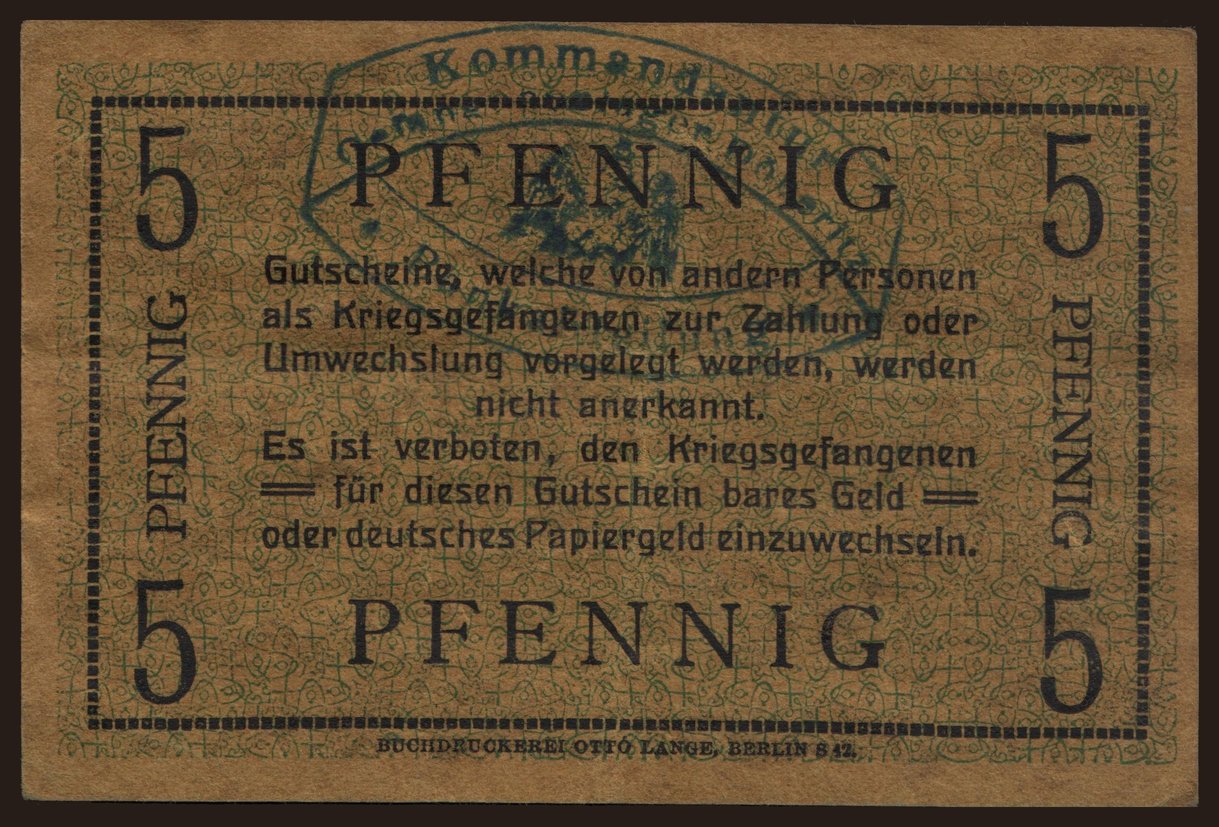 Kommandantur
5 PFENNIG 5
Gutscheine, welche von andern Personen
als Kriegsgefangenen zur Zahlung oder
Umwechslung vorgelegt werden, werden
nicht anerkannt.
Es ist verboten, den Kriegsgefangenen
für diesen Gutschein bares Geld
oder deutsches Papiergeld einzuwechseln.
PFENNIG
PFENNIG
5 PFENNIG 5
BUCHDRUCKEREI OTTO LANGE, BERLIN S 42.